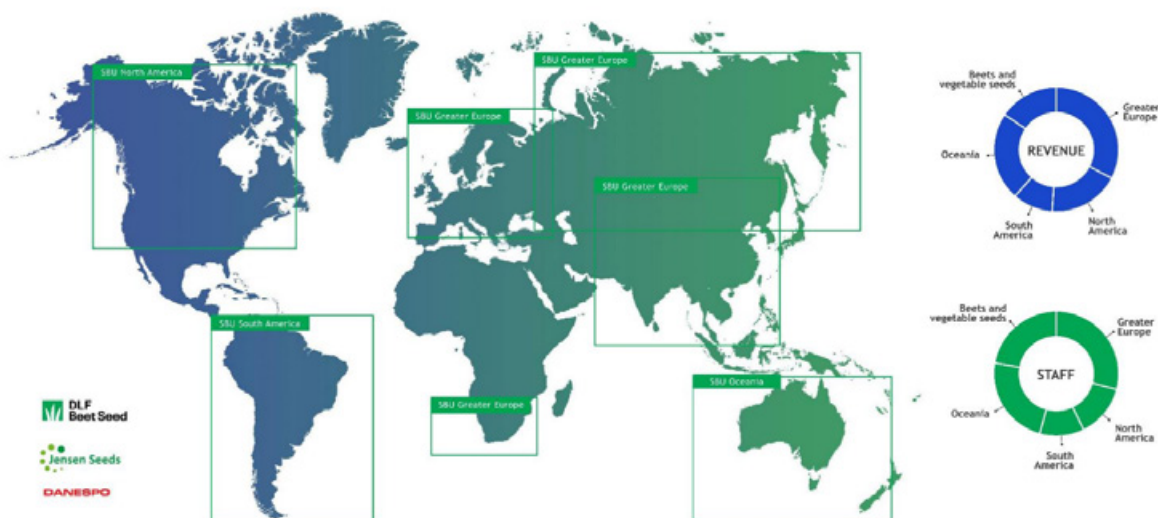 SBU North America
SBU Greater Europe
SBU Greater Europe
SBU Greater Europe
SBU South America
SBU Greater Europe
SBU Oceania
DLF
Beet Seed
Jensen Seeds
DANESPO
Beets and
vegetable seeds
Greater
Europe
Oceania
REVENUE
South
America
North
America
Beets and
vegetable seeds
Greater
Europe
STAFF
Oceania
North
America
South
America